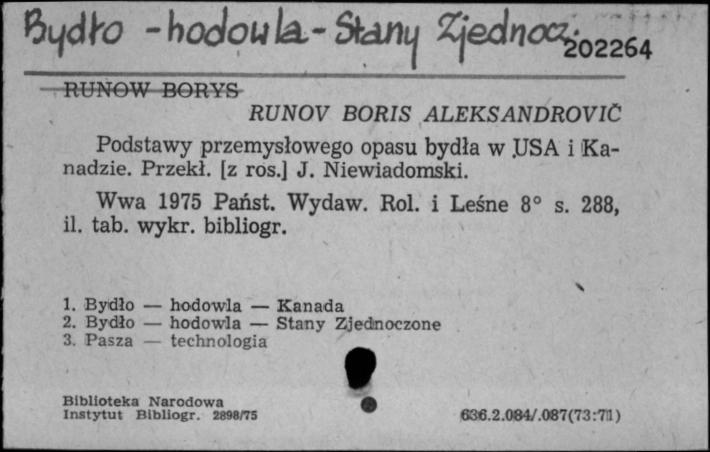 Bydło - hodowla - Stany Zjednocz.
202264
RUNOW BORYS
RUNOV BORIS ALEKSANDROVIČ
Podstawy przemysłowego opasu bydła w USA i Ka-
nadzie. Przekł. [z ros.] J. Niewiadomski.
Wwa 1975 Państ. Wydaw. Rol. i Leśne 8° s. 288,
il. tab. wykr. bibliogr.
1. Bydło — hodowla — Kanada
2. Bydło — hodowla — Stany Zjednoczone
3. Pasza — technologia
Biblioteka Narodowa
Instytut Bibliogr. 2898/75
636.2.084/.087(73:71)